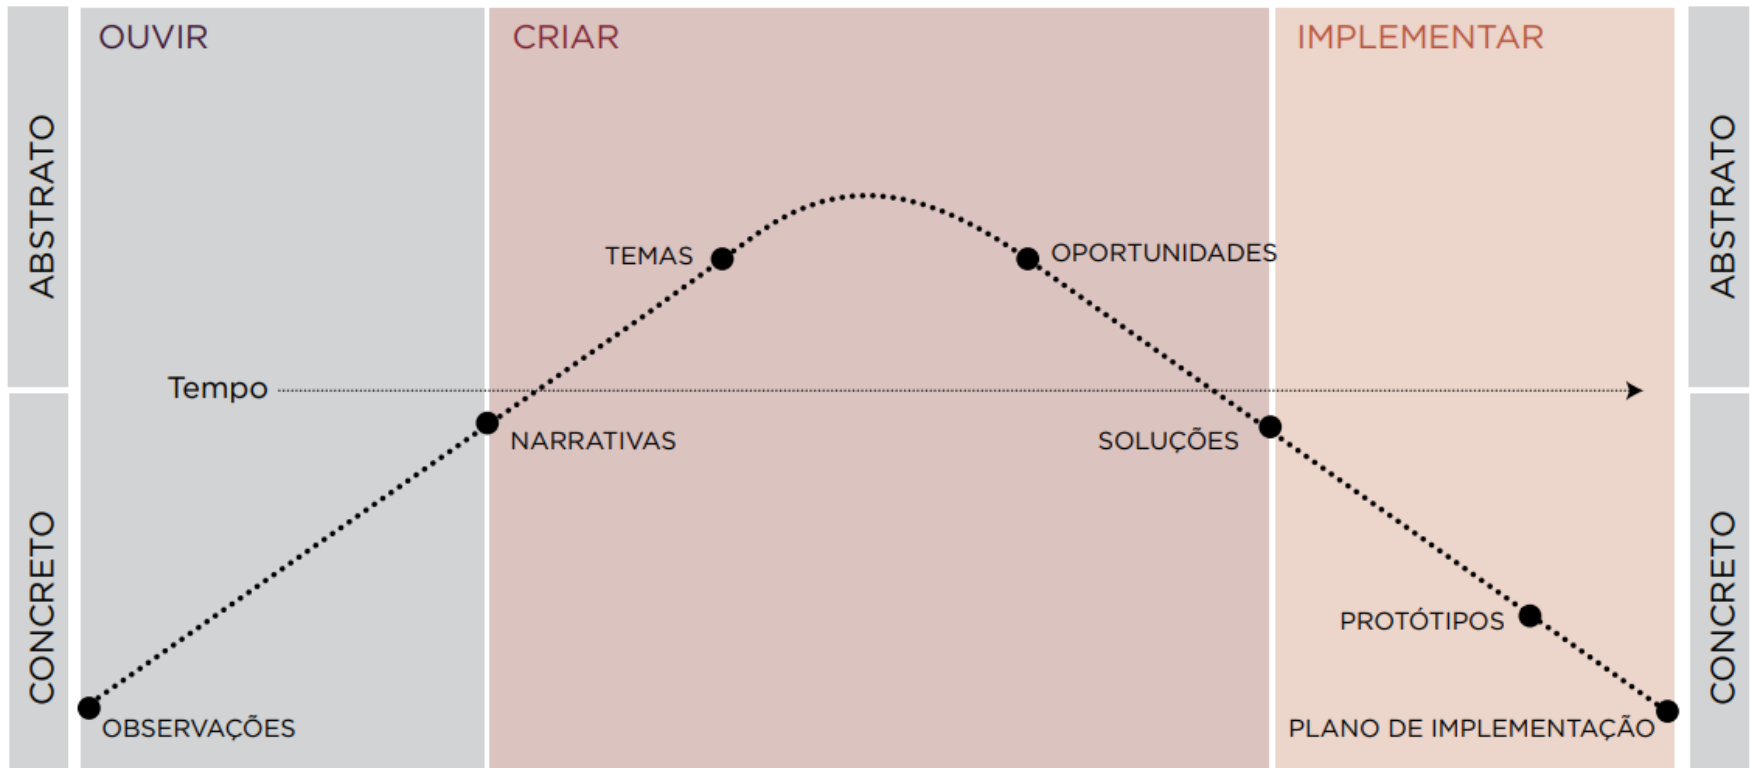 OUVIR
CRIAR
IMPLEMENTAR
ABSTRATO
ABSTRATO
TEMAS
OPORTUNIDADES
Tempo
NARRATIVAS
SOLUÇÕES
CONCRETO
CONCRETO
PROTÓTIPOS
OBSERVAÇÕES
PLANO DE IMPLEMENTAÇÃO